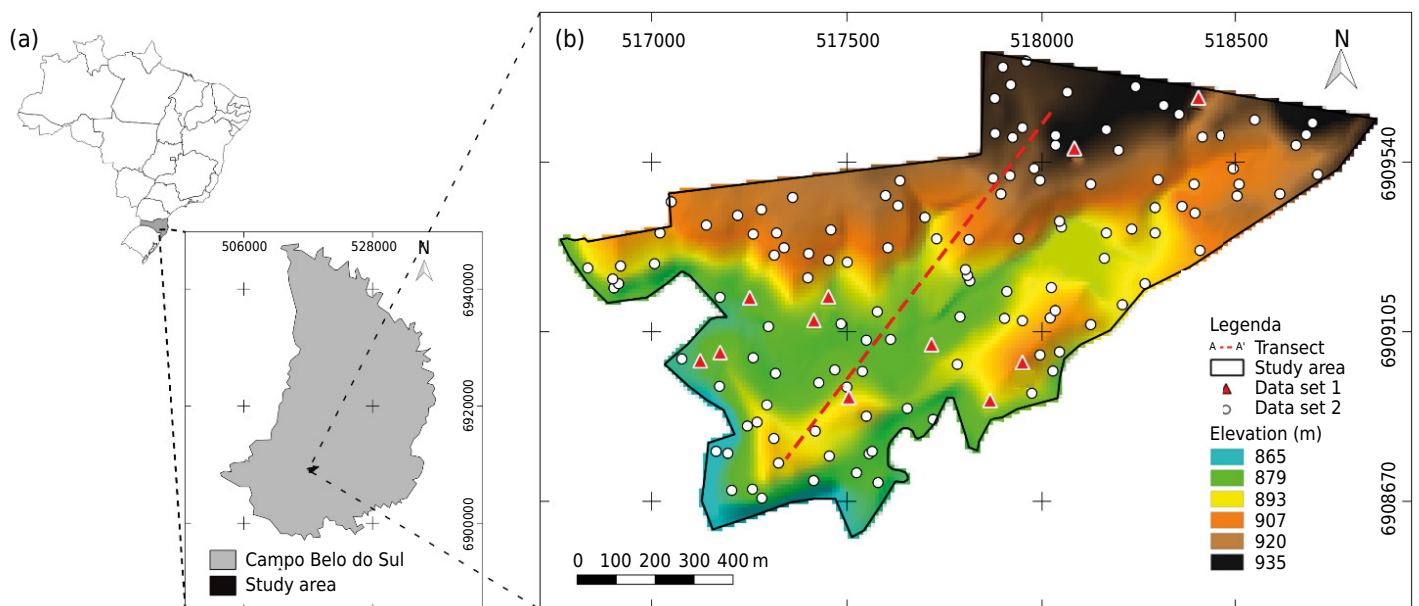 (a)
566000
528000
N
6940000
6920000
6900000
Campo Belo do Sul
Study area
(b)
517000
517500
518000
518500
N
6909540
6909105
6908670
Legenda
A A' Transect
Study area
Data set 1
Data set 2
Elevation (m)
865
879
893
907
920
935
0 100 200 300 400 m